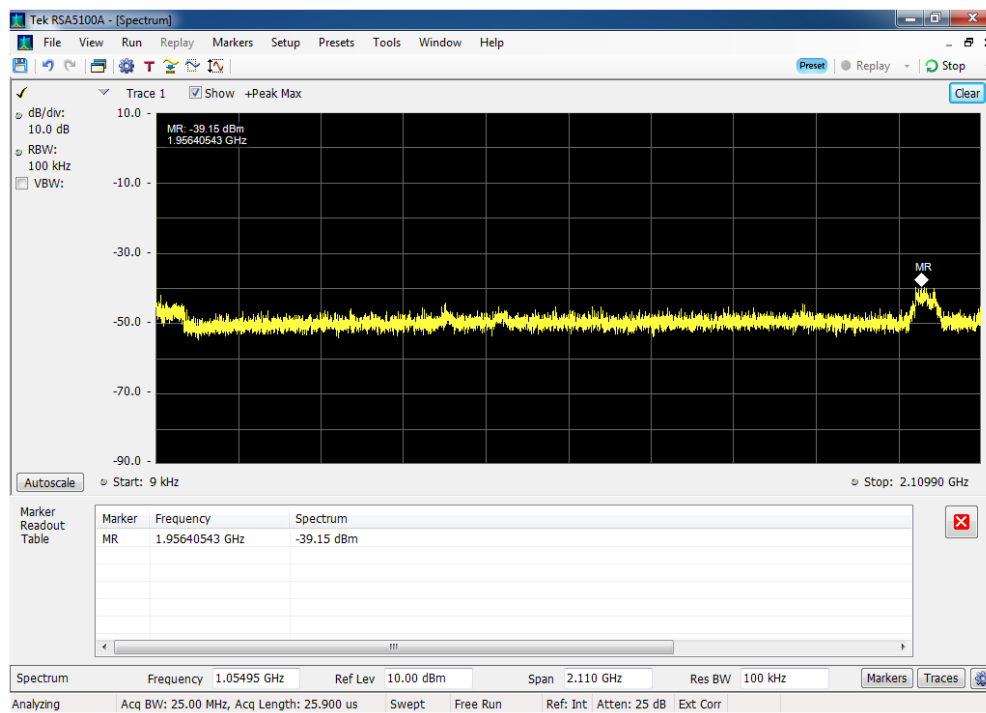 Tek RSA5100A - [Spectrum]
File View Run Replay Markers Setup Presets Tools Window Help
T Preset Replay Stop
Trace 1 Show +Peak Max Clear
dB/div:
10.0 dB
RBW:
100 kHz
VBW:
10.0 -
-10.0 -
-30.0 -
-50.0 -
-70.0 -
-90.0 -
MR: -39.15 dBm
1.95640543 GHz
MR
Autoscale Start: 9 kHz Stop: 2.10990 GHz
Marker
Readout
Table
Marker Frequency Spectrum
MR 1.95640543 GHz -39.15 dBm
Spectrum Frequency 1.05495 GHz Ref Lev 10.00 dBm Span 2.110 GHz Res BW 100 kHz Markers Traces
Analyzing Acq BW: 25.00 MHz, Acq Length: 25.900 us Swept Free Run Ref: Int Atten: 25 dB Ext Corr